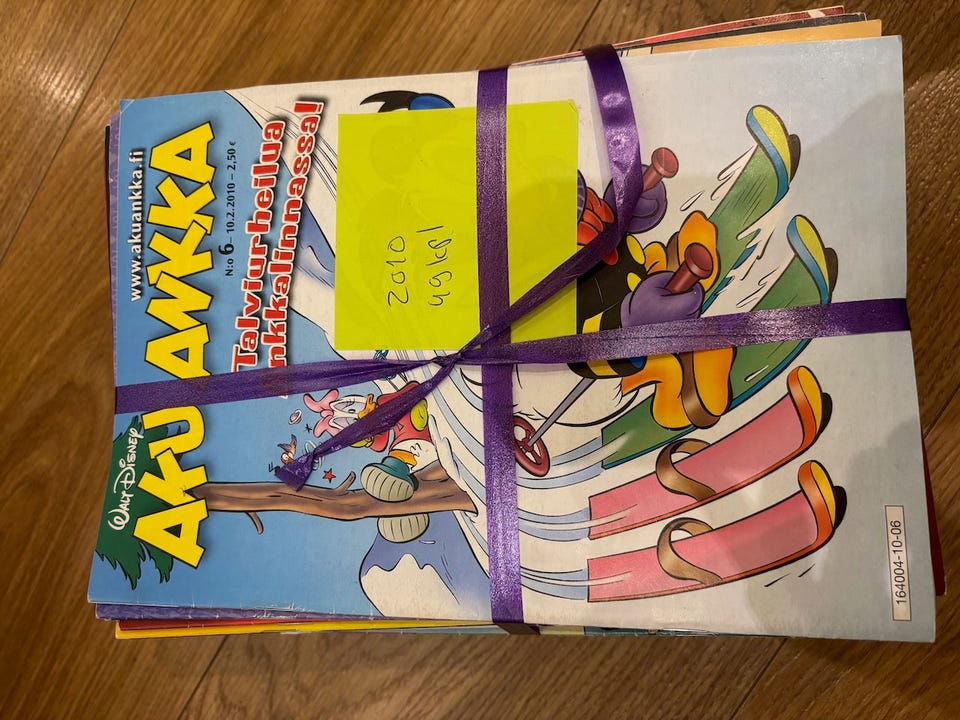 www.akuankka.fi
WALT DISNEY
AKU ANKKA
N:o 6 – 10.2.2010 – 2,50 €
Talviurheilua
nkkalinnassa!
2010
49 kpl
164004-10-06